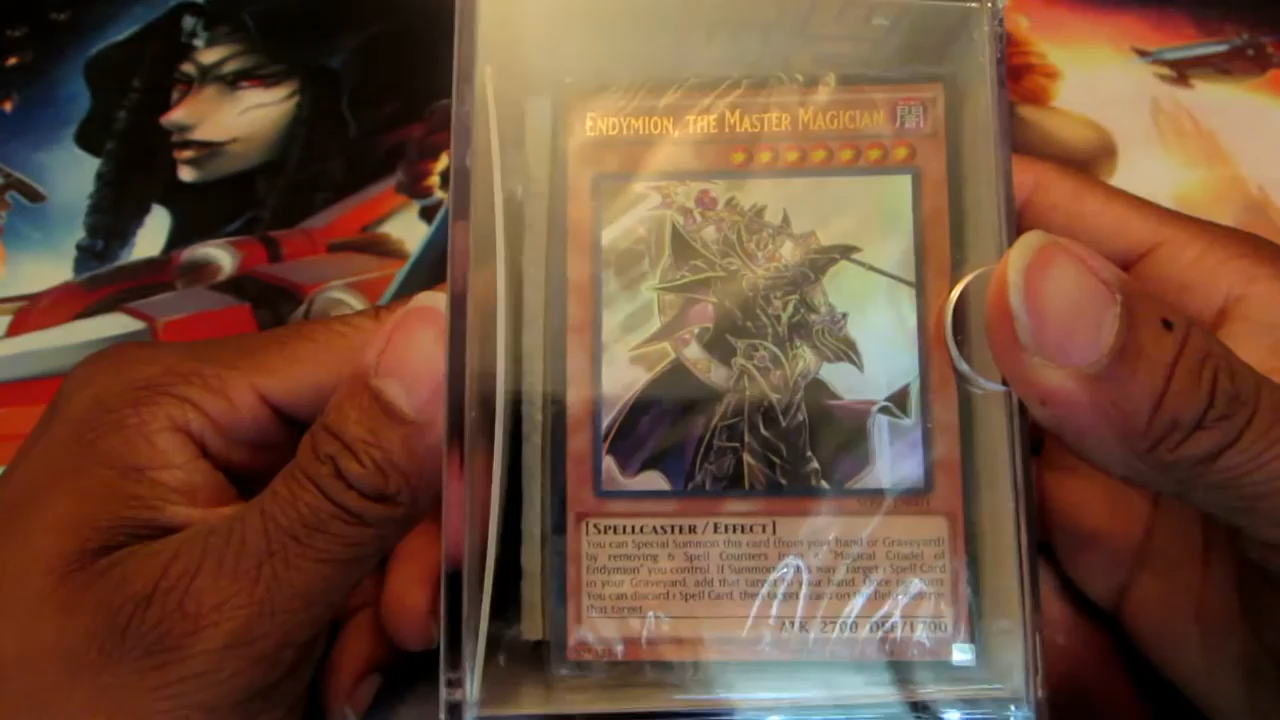 ENDYMION, THE MASTER MAGICIAN
闇
[SPELLCASTER / EFFECT]
You can Special Summon this card (from your hand or Graveyard)
by removing 6 Spell Counters from a "Magical Citadel of
Endymion" you control. If Summoned this way: Target 1 Spell Card
in your Graveyard; add that target to your hand. Once per turn:
You can discard 1 Spell Card, then target 1 card on the field; destroy
that target.
ATK 2700 DEF/1700